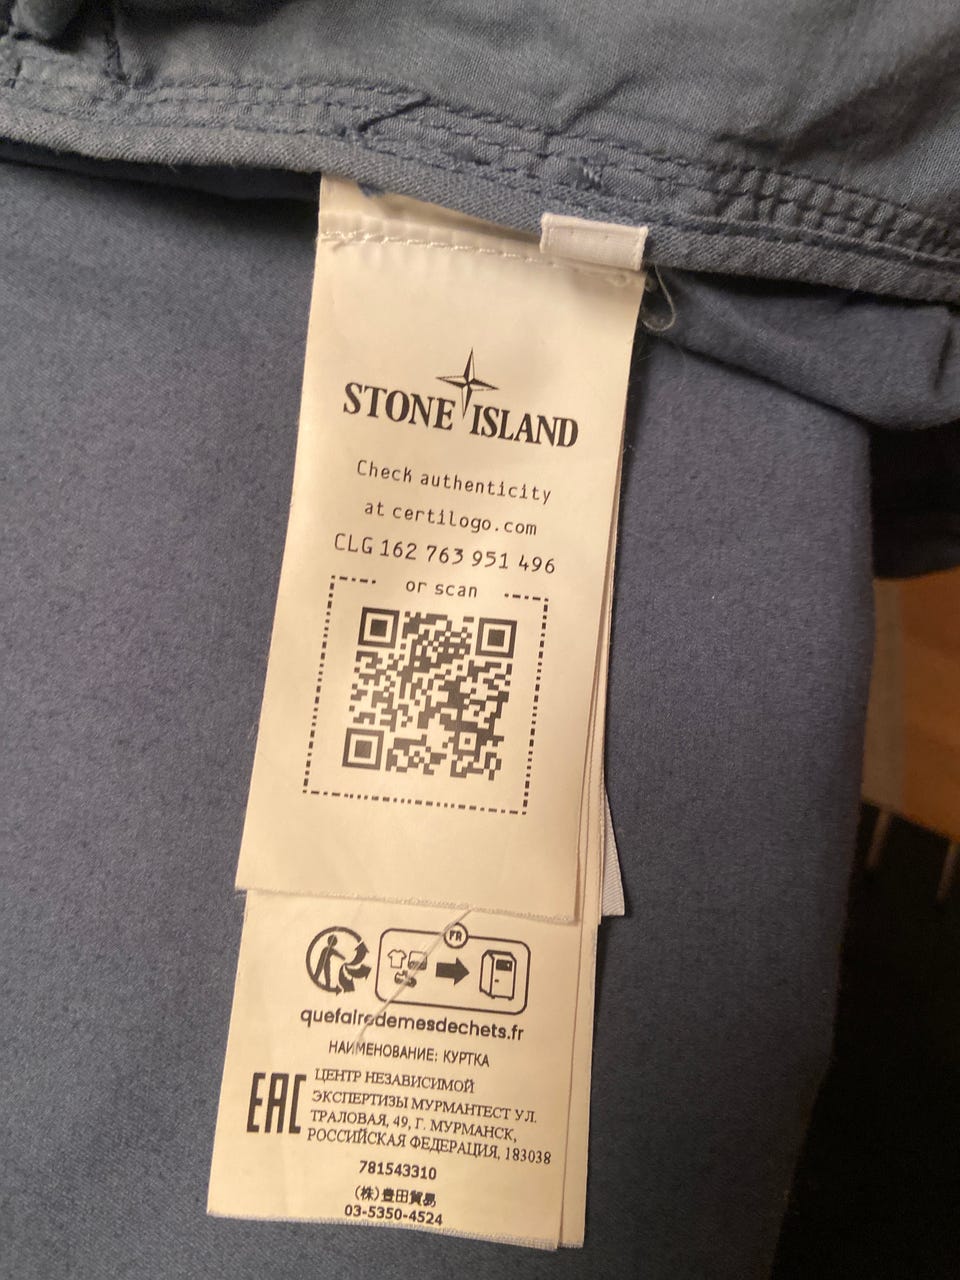 STONE ISLAND
Check authenticity
at certilogo.com
CLG 162 763 951 496
or scan
FR
quefairedemesdechets.fr
НАИМЕНОВАНИЕ: КУРТКА
EAC
ЦЕНТР НЕЗАВИСИМОЙ
ЭКСПЕРТИЗЫ МУРМАНТЕСТ УЛ.
ТРАЛОВАЯ, 49, Г. МУРМАНСК,
РОССИЙСКАЯ ФЕДЕРАЦИЯ, 183038
781543310
(株)豊田貿易
03-5350-4524